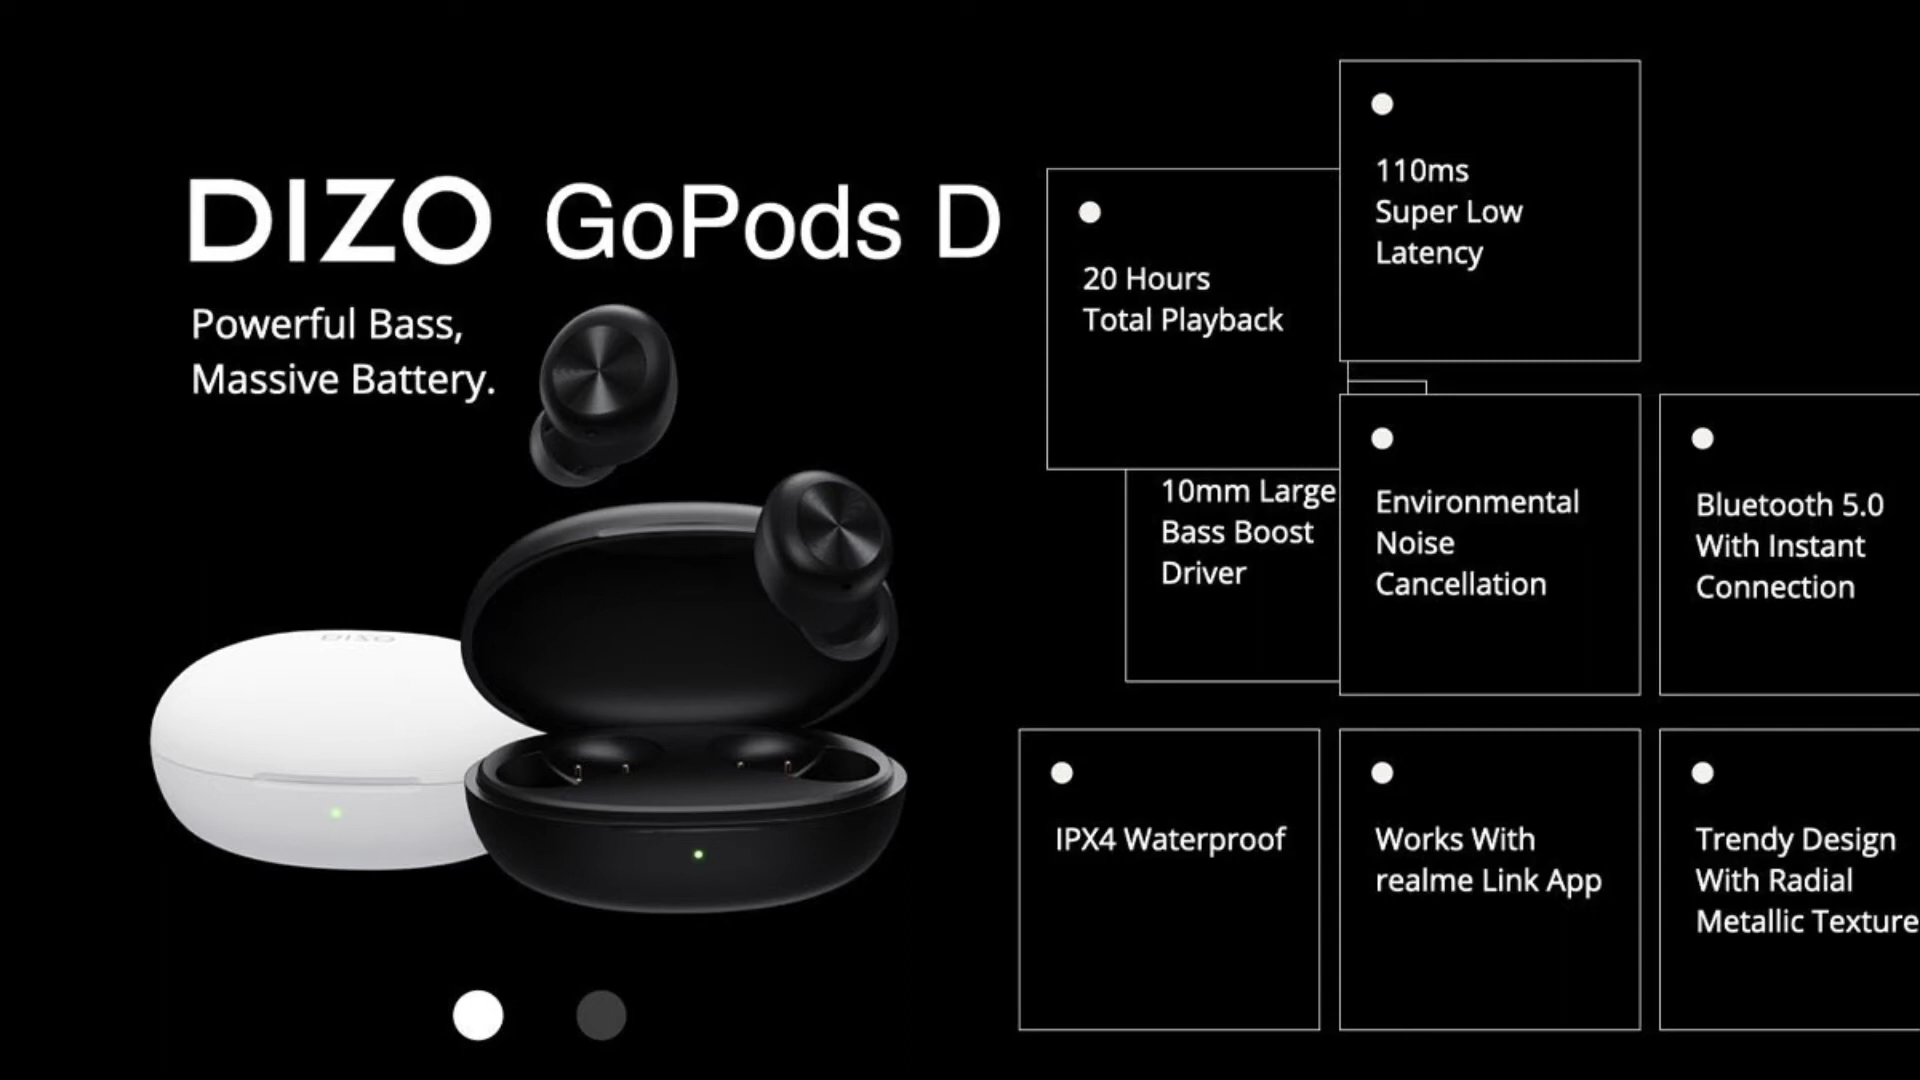 DIZO GoPods D
Powerful Bass,
Massive Battery.
DIZO
20 Hours
Total Playback
110ms
Super Low
Latency
10mm Large
Bass Boost
Driver
Environmental
Noise
Cancellation
Bluetooth 5.0
With Instant
Connection
IPX4 Waterproof
Works With
realme Link App
Trendy Design
With Radial
Metallic Texture